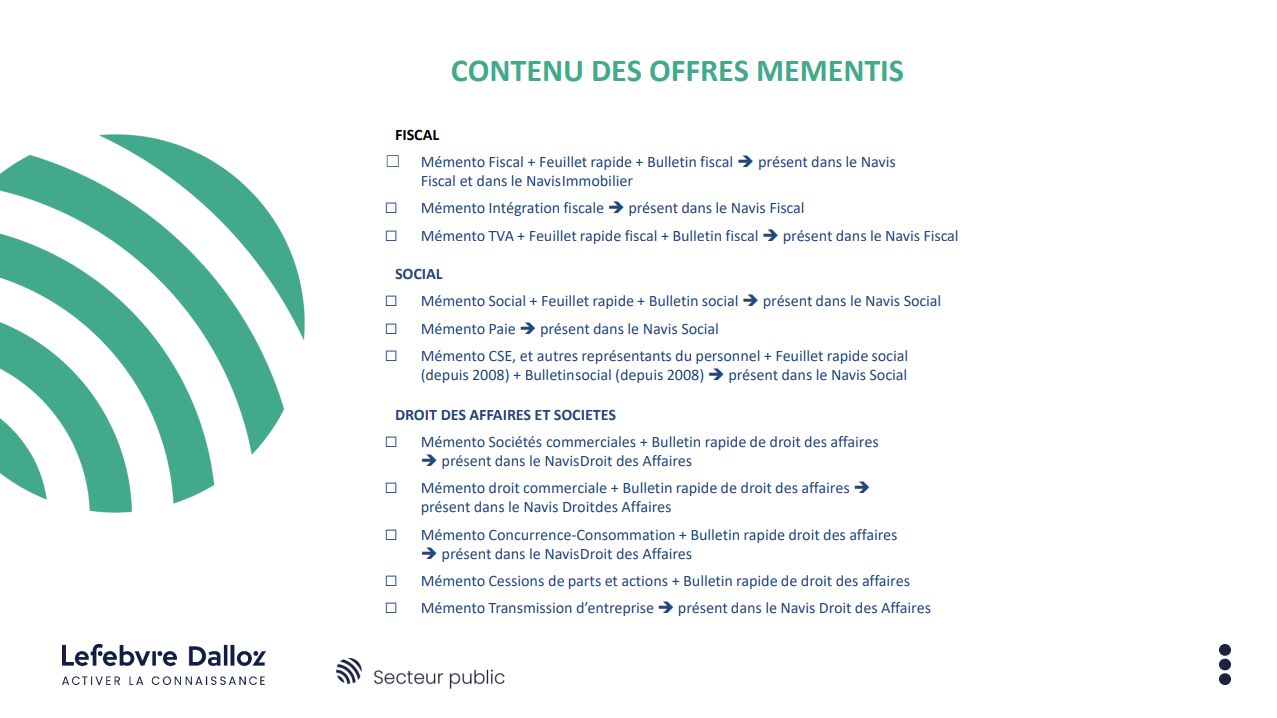 CONTENU DES OFFRES MEMENTIS
FISCAL
☐ Mémento Fiscal + Feuillet rapide + Bulletin fiscal ➔ présent dans le Navis
Fiscal et dans le NavisImmobilier
☐ Mémento Intégration fiscale ➔ présent dans le Navis Fiscal
☐ Mémento TVA + Feuillet rapide fiscal + Bulletin fiscal ➔ présent dans le Navis Fiscal
SOCIAL
☐ Mémento Social + Feuillet rapide + Bulletin social ➔ présent dans le Navis Social
☐ Mémento Paie ➔ présent dans le Navis Social
☐ Mémento CSE, et autres représentants du personnel + Feuillet rapide social
(depuis 2008) + Bulletinsocial (depuis 2008) ➔ présent dans le Navis Social
DROIT DES AFFAIRES ET SOCIETES
☐ Mémento Sociétés commerciales + Bulletin rapide de droit des affaires
➔ présent dans le NavisDroit des Affaires
☐ Mémento droit commerciale + Bulletin rapide de droit des affaires ➔
présent dans le Navis Droitdes Affaires
☐ Mémento Concurrence-Consommation + Bulletin rapide droit des affaires
➔ présent dans le NavisDroit des Affaires
☐ Mémento Cessions de parts et actions + Bulletin rapide de droit des affaires
☐ Mémento Transmission d’entreprise ➔ présent dans le Navis Droit des Affaires
Lefebvre Dalloz
ACTIVER LA CONNAISSANCE
Secteur public